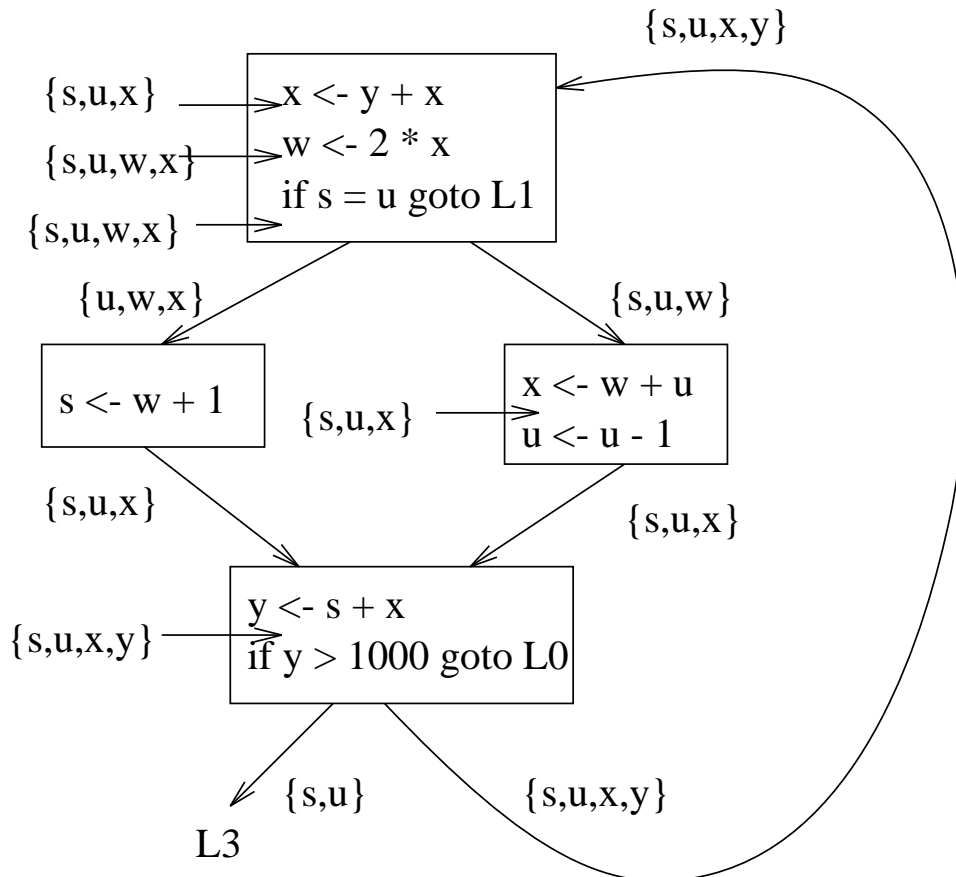 {s,u,x,y}
{s,u,x}
x <- y + x
{s,u,w,x}
w <- 2 * x
if s = u goto L1
{s,u,w,x}
{u,w,x}
{s,u,w}
s <- w + 1
{s,u,x}
x <- w + u
u <- u - 1
{s,u,x}
{s,u,x}
y <- s + x
{s,u,x,y}
if y > 1000 goto L0
{s,u}
{s,u,x,y}
L3